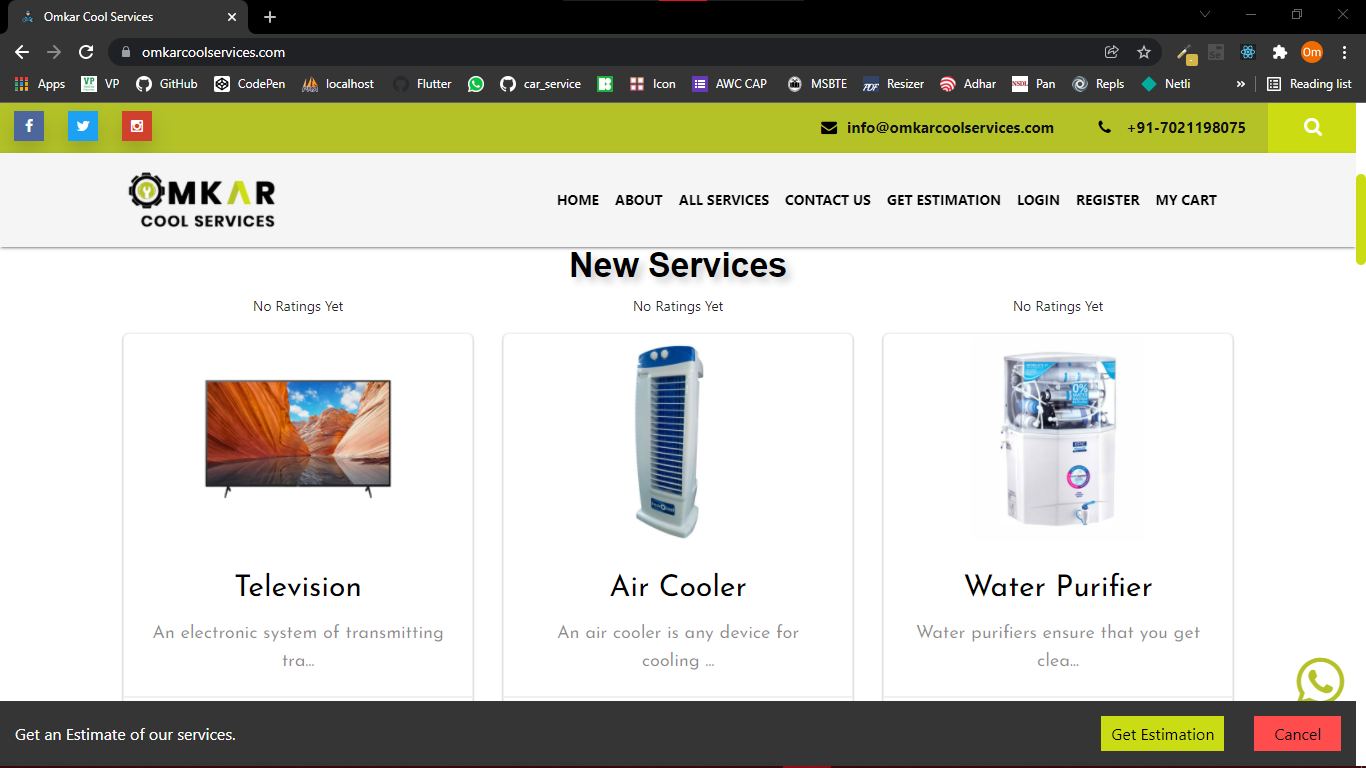 Omkar Cool Services
omkarcoolservices.com
Om
Apps VP VP GitHub CodePen localhost Flutter car_service Icon AWC CAP MSBTE Resizer NSDL Adhar Pan Repls Netli » Reading list
info@omkarcoolservices.com +91-7021198075
OMKAR
COOL SERVICES
HOME ABOUT ALL SERVICES CONTACT US GET ESTIMATION LOGIN REGISTER MY CART
New Services
No Ratings Yet No Ratings Yet No Ratings Yet
0%
Television Air Cooler Water Purifier
An electronic system of transmitting An air cooler is any device for Water purifiers ensure that you get
tra... cooling ... clea...
Get an Estimate of our services. Get Estimation Cancel